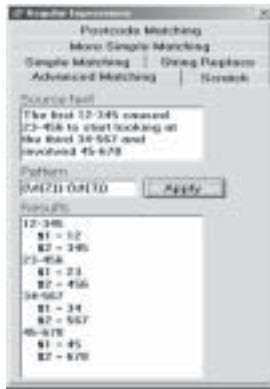 Regular Expressions
Postcode Matching
More Simple Matching
Simple Matching
String Replace
Advanced Matching
Scratch
Source text
The first 12-345 caused
23-456 to start looking at
the third 34-567 and
involved 45-678
Pattern
Apply
Results
12-345
$1 = 12
$2 = 345
23-456
$1 = 23
$2 = 456
34-567
$1 = 34
$2 = 567
45-678
$1 = 45
$2 = 678